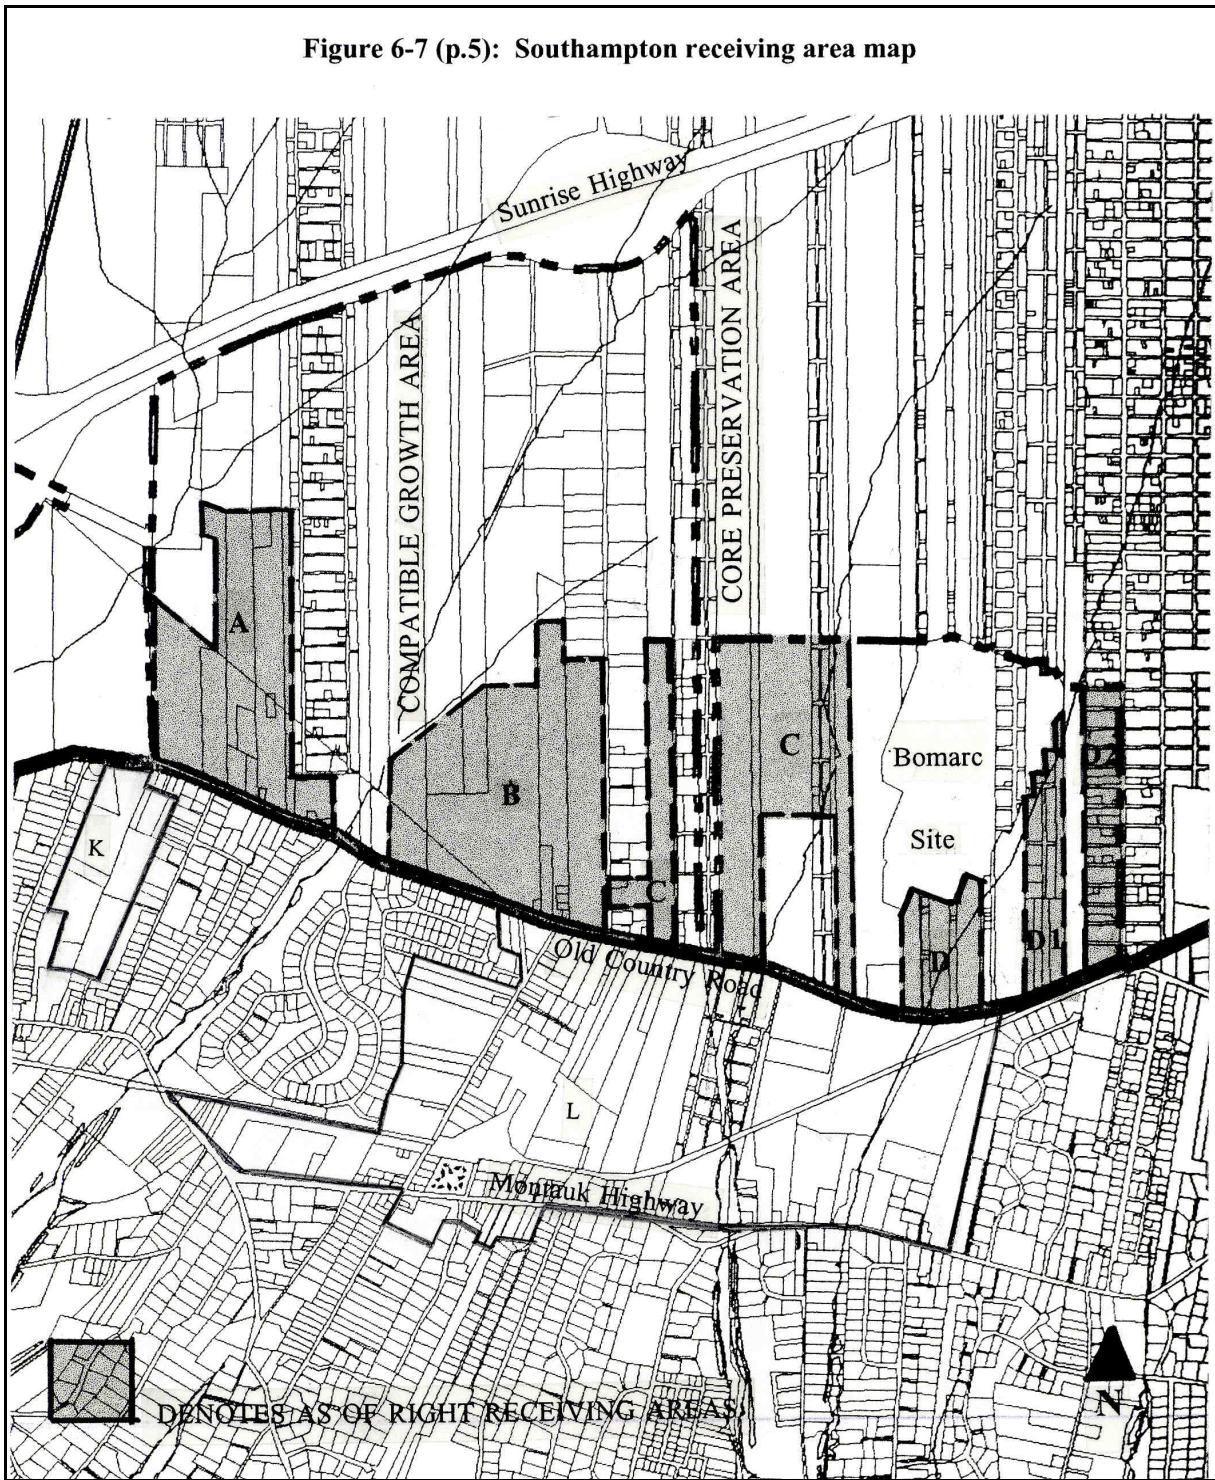 Figure 6-7 (p.5):  Southampton receiving area map
Sunrise Highway
COMPATIBLE GROWTH AREA
CORE PRESERVATION AREA
A
B
C
C
Bomarc
Site
D2
D
D1
K
Old Country Road
L
Montauk Highway
DENOTES AS OF RIGHT RECEIVING AREAS
N